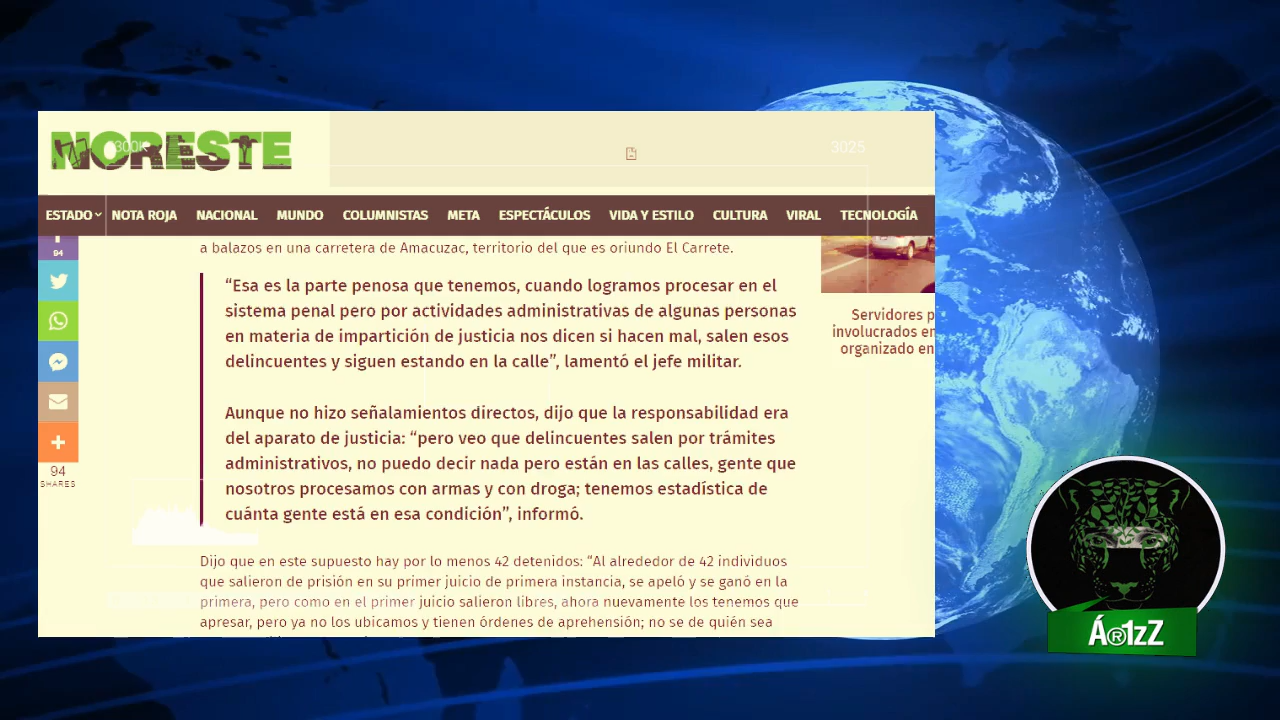 NORESTE
300K
3025
ESTADO NOTA ROJA NACIONAL MUNDO COLUMNISTAS META ESPECTÁCULOS VIDA Y ESTILO CULTURA VIRAL TECNOLOGÍA
94
a balazos en una carretera de Amacuzac, territorio del que es oriundo El Carrete.
“Esa es la parte penosa que tenemos, cuando logramos procesar en el
sistema penal pero por actividades administrativas de algunas personas
en materia de impartición de justicia nos dicen si hacen mal, salen esos
delincuentes y siguen estando en la calle”, lamentó el jefe militar.
Aunque no hizo señalamientos directos, dijo que la responsabilidad era
del aparato de justicia: “pero veo que delincuentes salen por trámites
administrativos, no puedo decir nada pero están en las calles, gente que
nosotros procesamos con armas y con droga; tenemos estadística de
cuánta gente está en esa condición”, informó.
Dijo que en este supuesto hay por lo menos 42 detenidos: “Al alrededor de 42 individuos
que salieron de prisión en su primer juicio de primera instancia, se apeló y se ganó en la
primera, pero como en el primer juicio salieron libres, ahora nuevamente los tenemos que
apresar, pero ya no los ubicamos y tienen órdenes de aprehensión; no se de quién sea
94
SHARES
Servidores p
involucrados en
organizado en
Á®1zZ